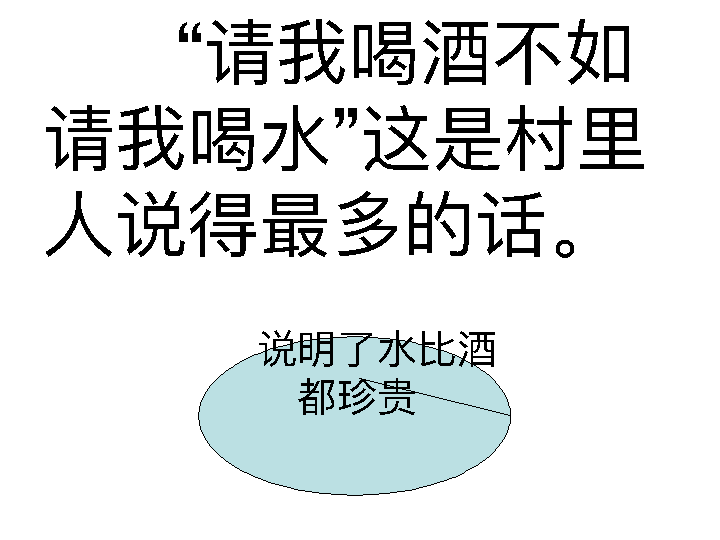 “请我喝酒不如
请我喝水”这是村里
人说得最多的话。
说明了水比酒
都珍贵